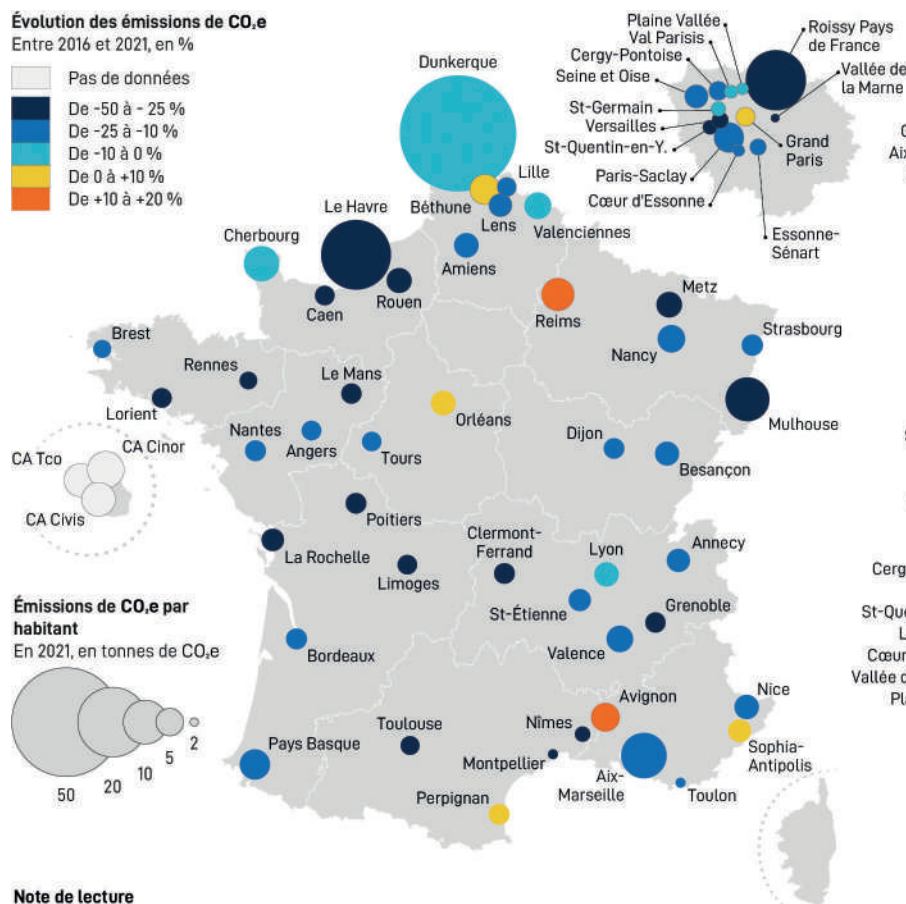 Évolution des émissions de CO₂e
Entre 2016 et 2021, en %
Pas de données
De -50 à - 25 %
De -25 à -10 %
De -10 à 0 %
De 0 à +10 %
De +10 à +20 %
Plaine Vallée
Val Parisis
Cergy-Pontoise
Seine et Oise
St-Germain
Versailles
St-Quentin-en-Y.
Paris-Saclay
Cœur d'Essonne
Roissy Pays
de France
Vallée de
la Marne
Grand
Paris
Essonne-
Sénart
Dunkerque
Lille
Béthune
Lens
Valenciennes
Le Havre
Cherbourg
Amiens
Caen
Rouen
Reims
Metz
Nancy
Strasbourg
Brest
Rennes
Le Mans
Lorient
Orléans
Mulhouse
Nantes
Angers
Tours
Dijon
Besançon
CA Tco
CA Cinor
CA Civis
Poitiers
La Rochelle
Limoges
Clermont-
Ferrand
Lyon
Annecy
St-Étienne
Grenoble
Valence
Bordeaux
Émissions de CO₂e par
habitant
En 2021, en tonnes de CO₂e
50
20
10
5
2
Pays Basque
Toulouse
Nîmes
Avignon
Nice
Sophia-
Antipolis
Montpellier
Aix-
Marseille
Toulon
Perpignan
G
Aix
S
Cerg
St-Que
L
Cœur
Vallée d
Pl
Note de lecture